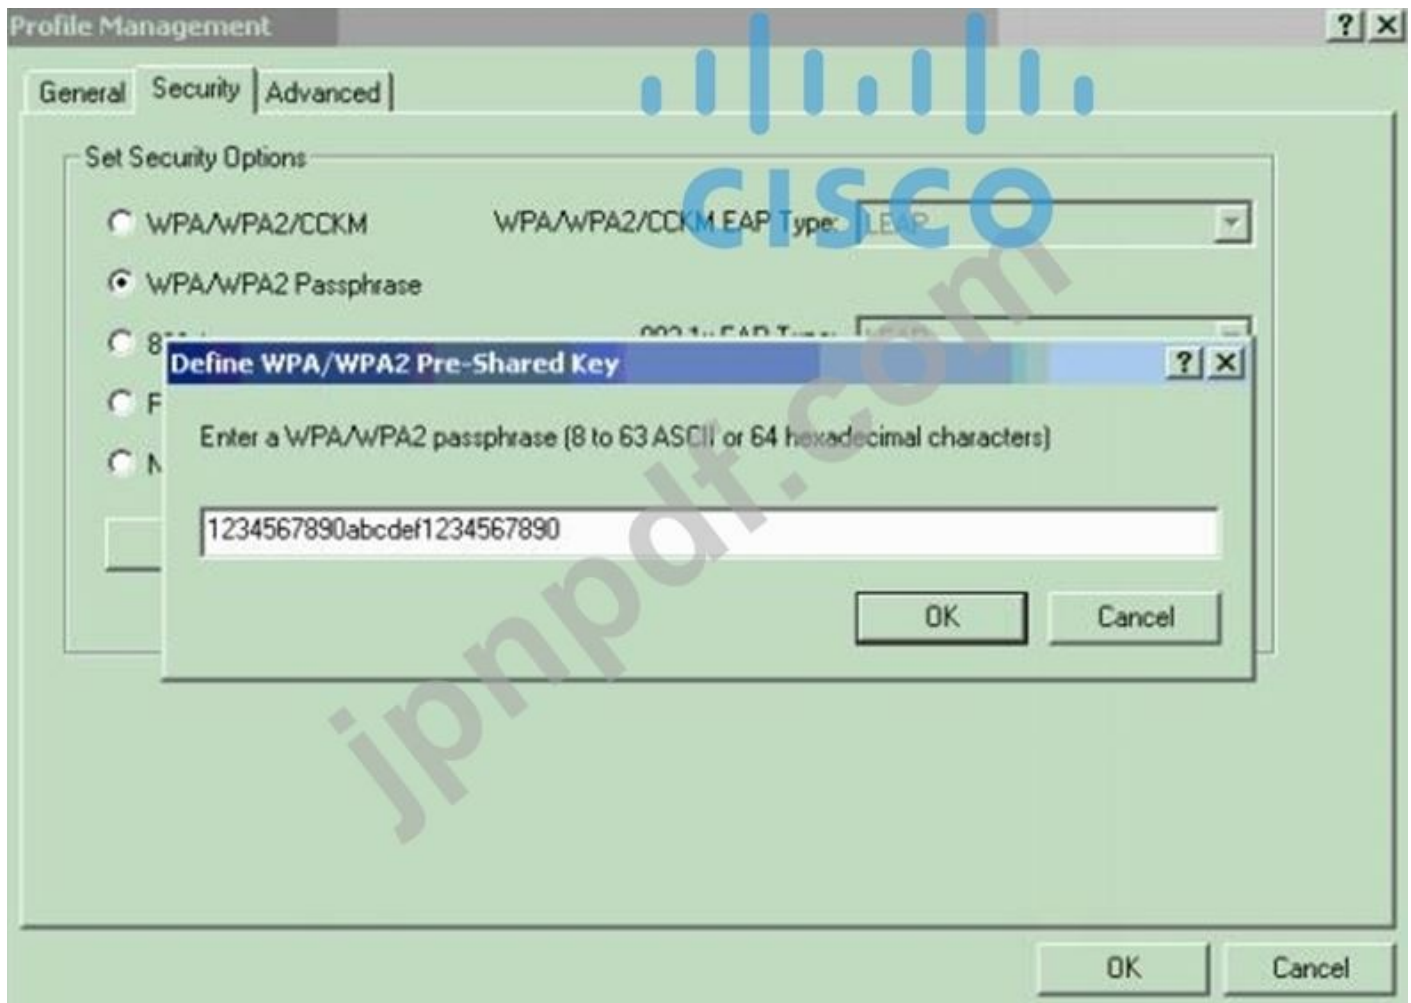 Profile Management
General Security Advanced
CISCO
Set Security Options
WPA/WPA2/CCKM WPA/WPA2/CCKM EAP Type: LEAP
WPA/WPA2 Passphrase
Define WPA/WPA2 Pre-Shared Key
Enter a WPA/WPA2 passphrase (8 to 63 ASCII or 64 hexadecimal characters)
1234567890abcdef1234567890
OK Cancel
jpnpdf.com
OK Cancel